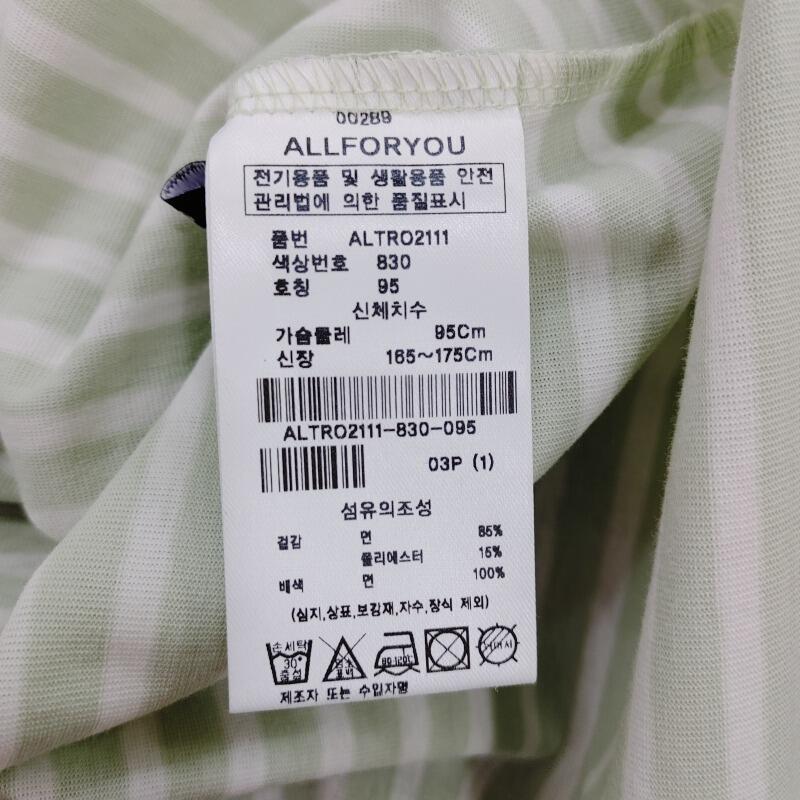 00289
ALLFORYOU
전기용품 및 생활용품 안전
관리법에 의한 품질표시
품번 ALTRO2111
색상번호 830
호칭 95
신체치수
가슴둘레 95Cm
신장 165~175Cm
ALTRO2111-830-095
03P (1)
섬유의조성
겉감 면 85%
폴리에스터 15%
배색 면 100%
(심지,상표,보김재,자수,장식 제외)
손세탁
30°
중성
80-120℃
제조자 또는 수입자명